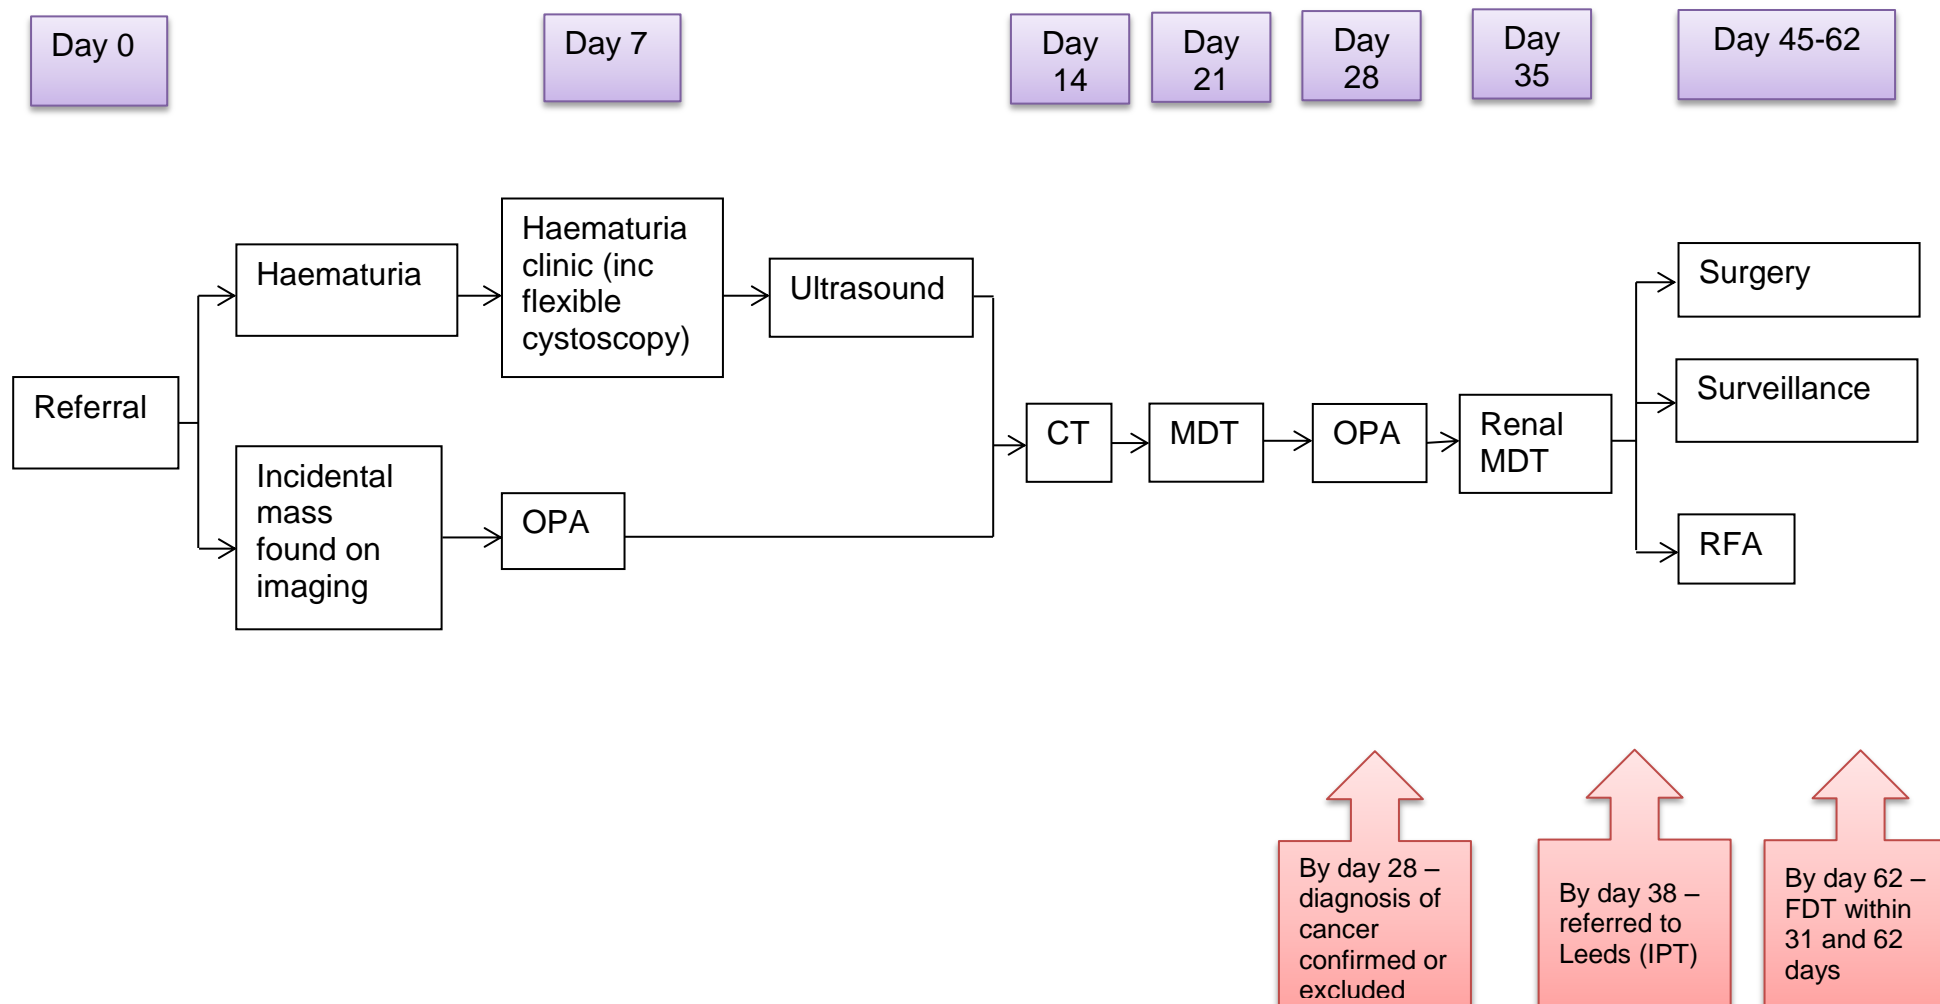 Day 0
Day 7
Day
14
Day
21
Day
28
Day
35
Day 45-62
Referral
Haematuria
Haematuria
clinic (inc
flexible
cystoscopy)
Ultrasound
Incidental
mass
found on
imaging
OPA
CT
MDT
OPA
Renal
MDT
Surgery
Surveillance
RFA
By day 28 –
diagnosis of
cancer
confirmed or
excluded
By day 38 –
referred to
Leeds (IPT)
By day 62 –
FDT within
31 and 62
days